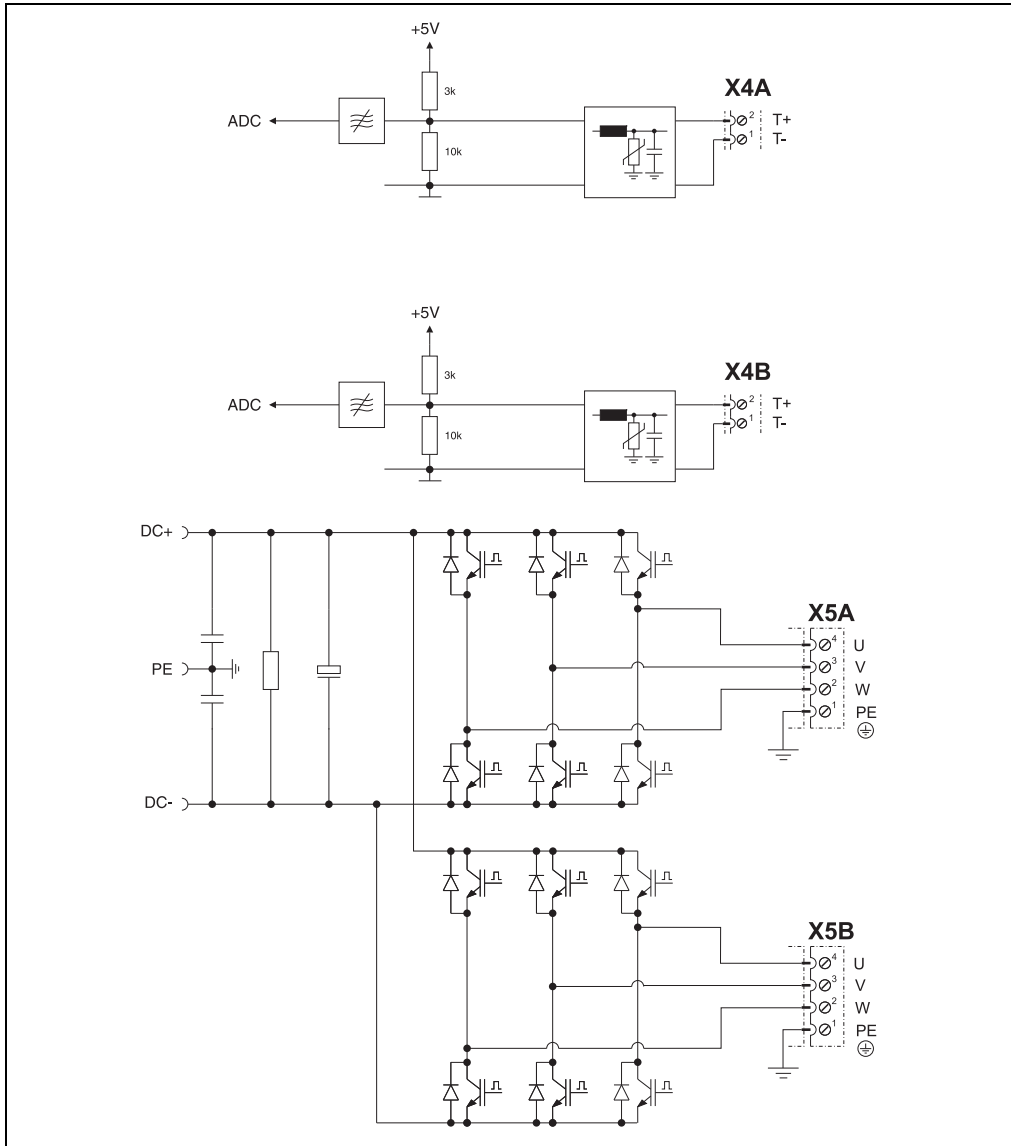 +5V
3k
X4A
ADC
2 T+
1 T-
10k
+5V
3k
X4B
ADC
2 T+
1 T-
10k
DC+
X5A
4 U
PE
3 V
2 W
1 PE
DC-
X5B
4 U
3 V
2 W
1 PE